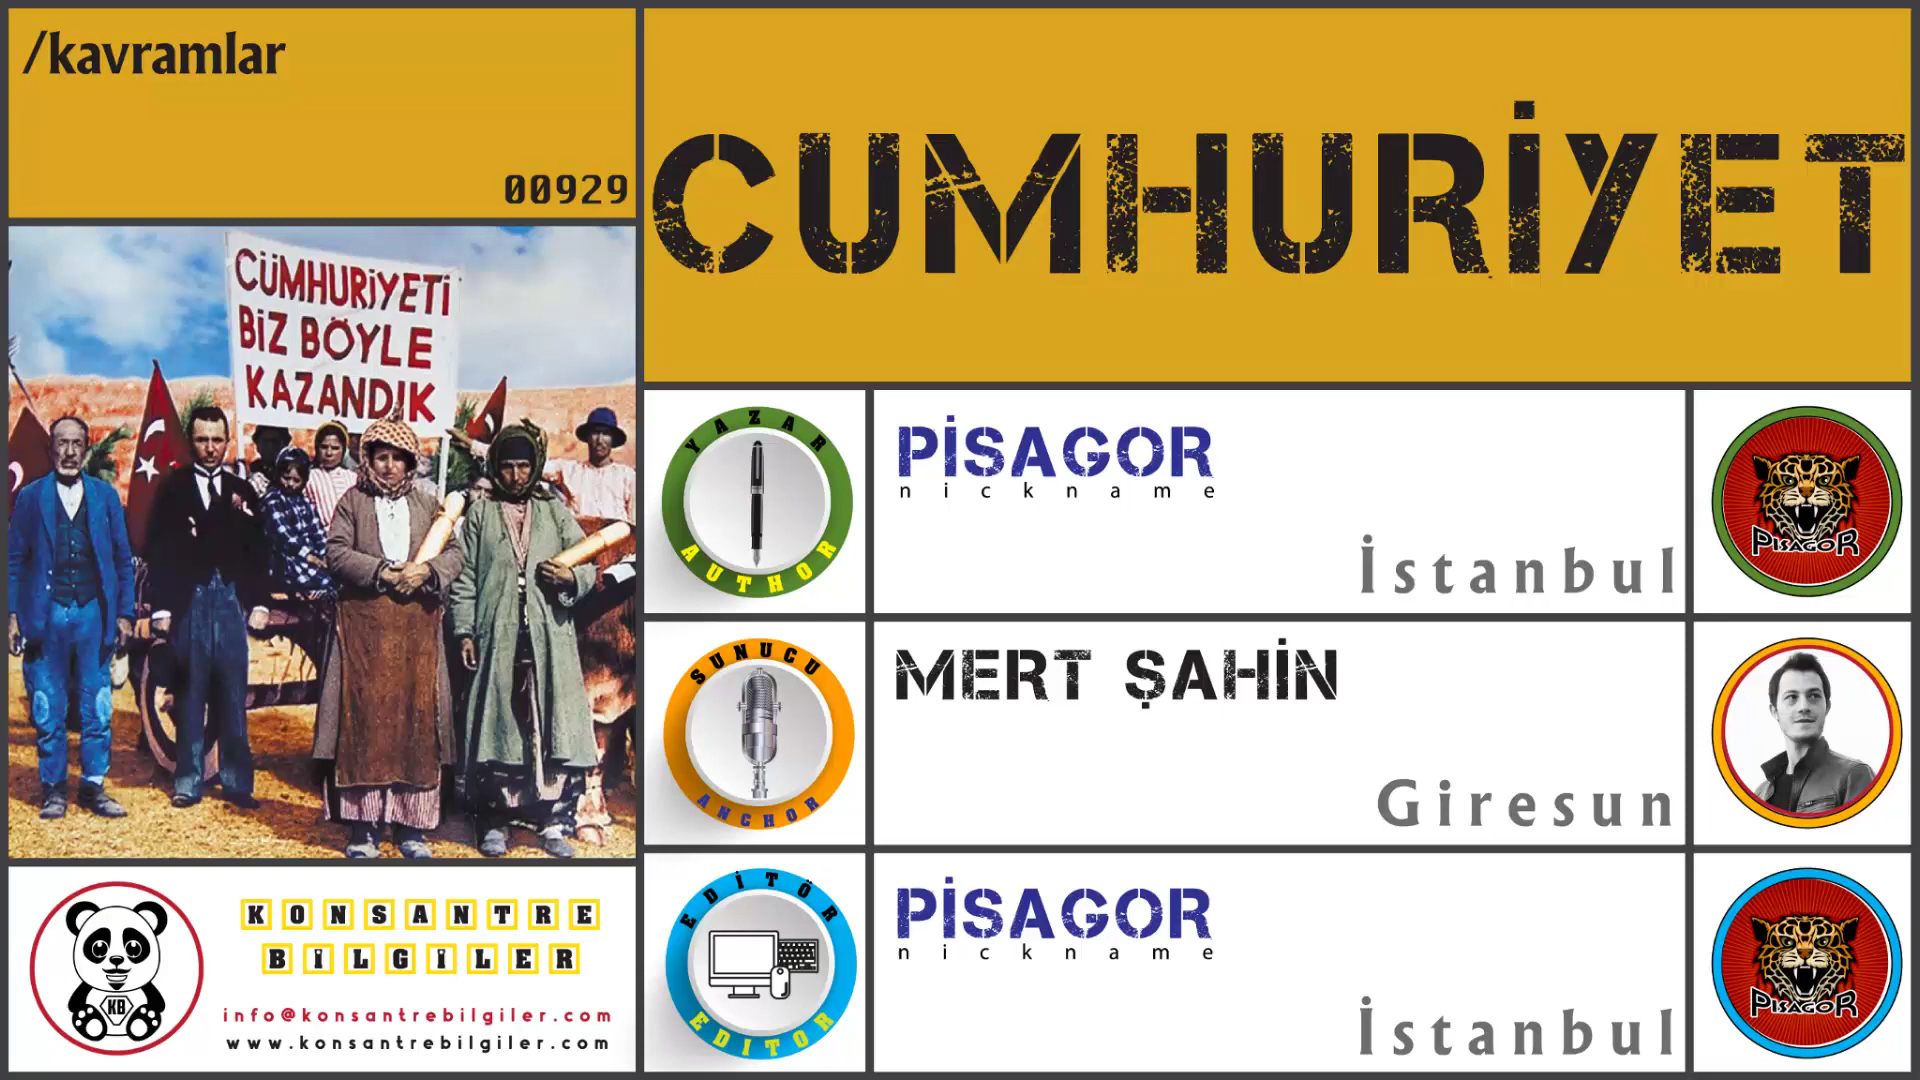 /kavramlar
00929
CUMHURİYET
CÜMHURİYETİ
BİZ BÖYLE
KAZANDIK
YAZAR
AUTHOR
PİSAGOR
nickname
İstanbul
PISAGOR
SUNUCU
ANCHOR
MERT ŞAHİN
Giresun
EDİTÖR
EDITOR
PİSAGOR
nickname
İstanbul
PISAGOR
KB
KONSANTRE
BİLGİLER
info@konsantrebilgiler.com
www.konsantrebilgiler.com